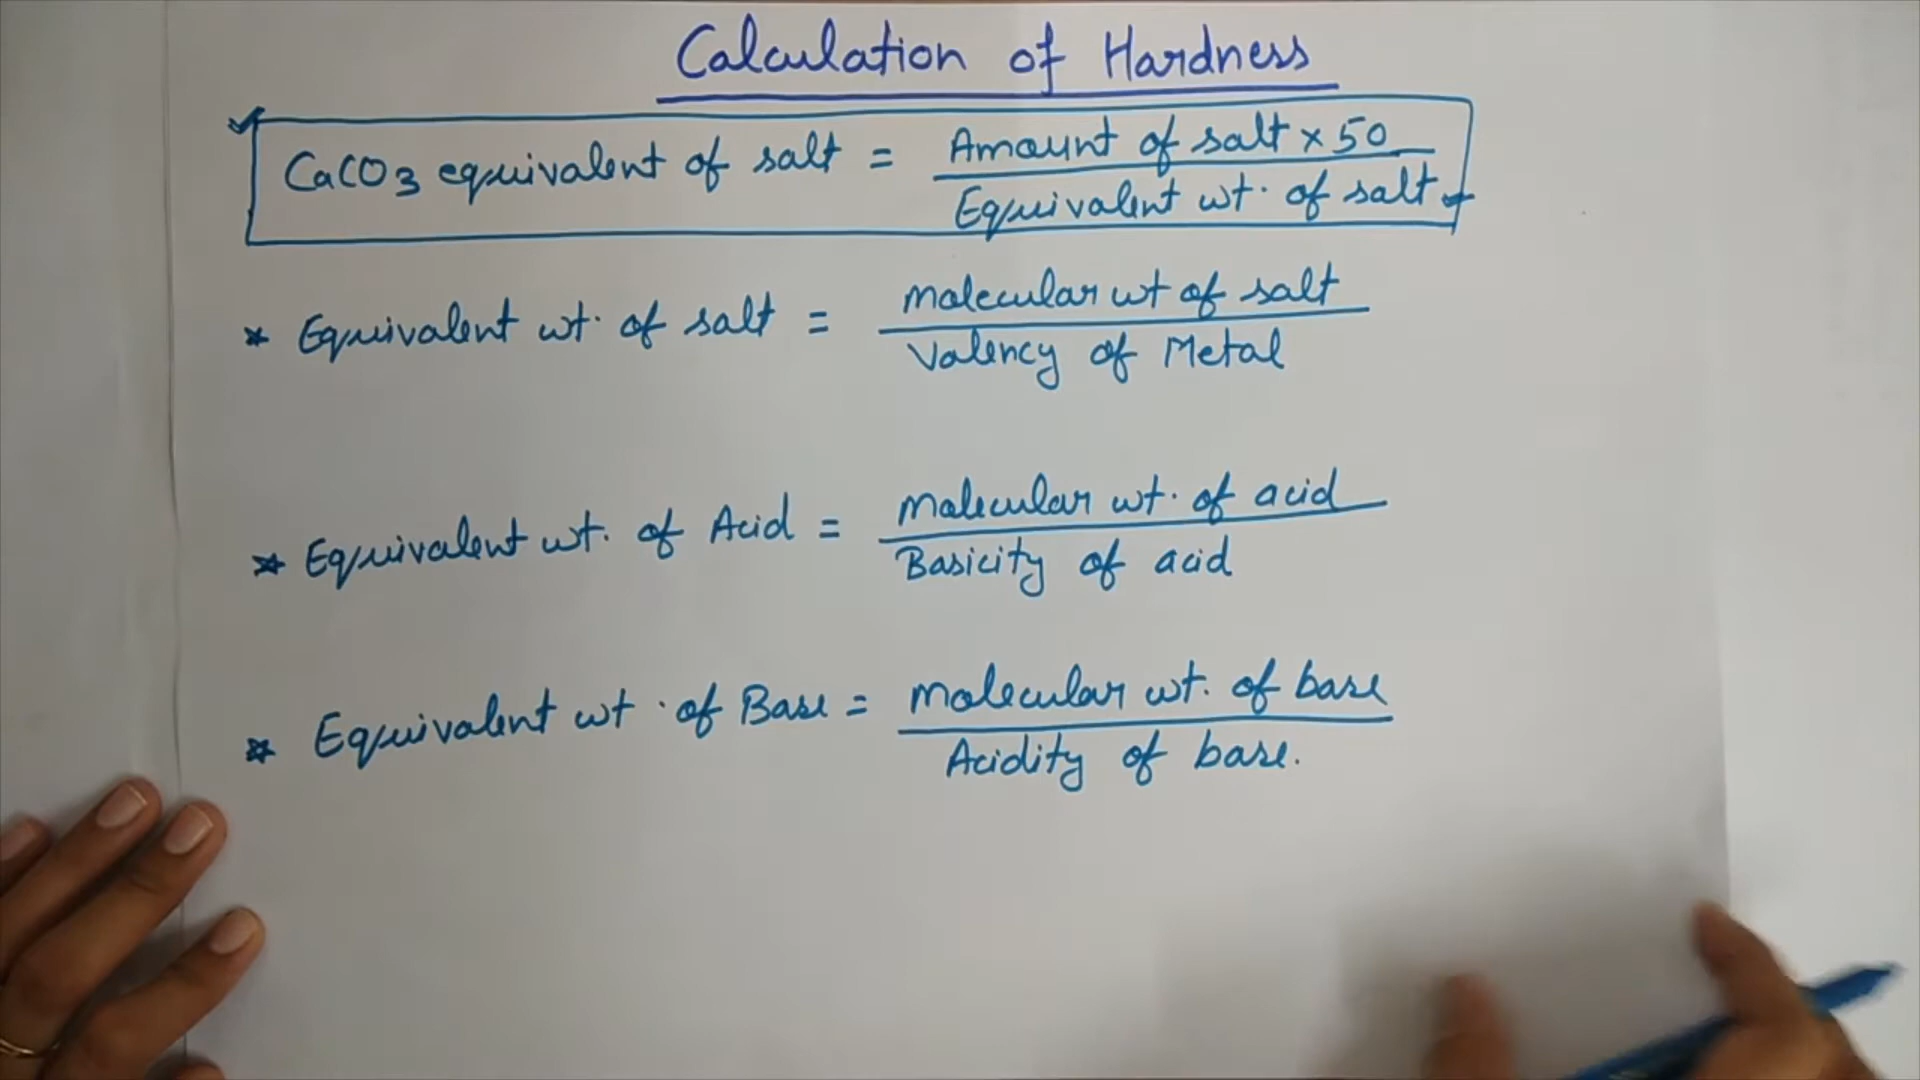 Calculation of Hardness
CaCO3 equivalent of salt = Amount of salt x 50
Equivalent wt. of salt
* Equivalent wt. of salt = Molecular wt of salt
Valency of Metal
* Equivalent wt. of Acid = Molecular wt. of acid
Basicity of acid
* Equivalent wt. of Base = Molecular wt. of base
Acidity of base.